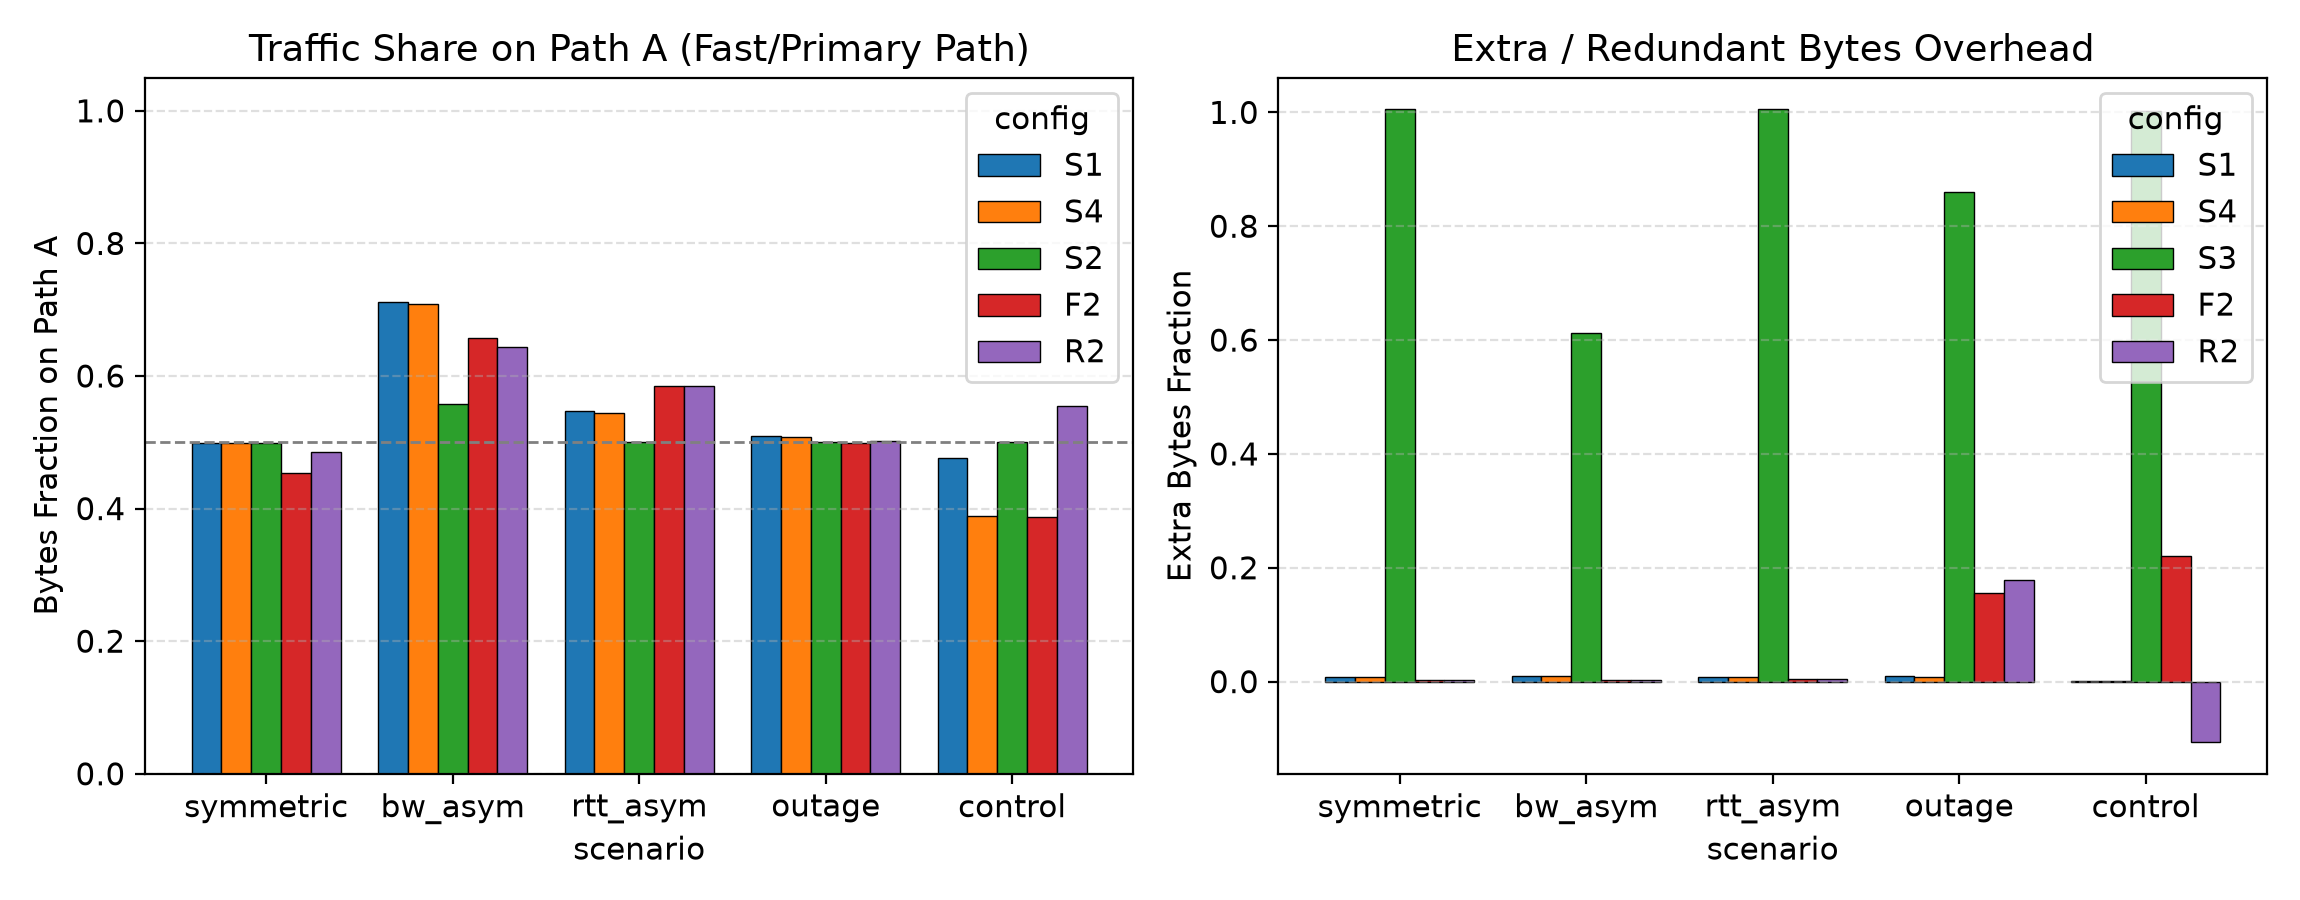 Traffic Share on Path A (Fast/Primary Path)
Bytes Fraction on Path A
1.0
0.8
0.6
0.4
0.2
0.0
config
S1
S4
S2
F2
R2
symmetric bw_asym rtt_asym outage control
scenario
Extra / Redundant Bytes Overhead
Extra Bytes Fraction
1.0
0.8
0.6
0.4
0.2
0.0
config
S1
S4
S3
F2
R2
symmetric bw_asym rtt_asym outage control
scenario